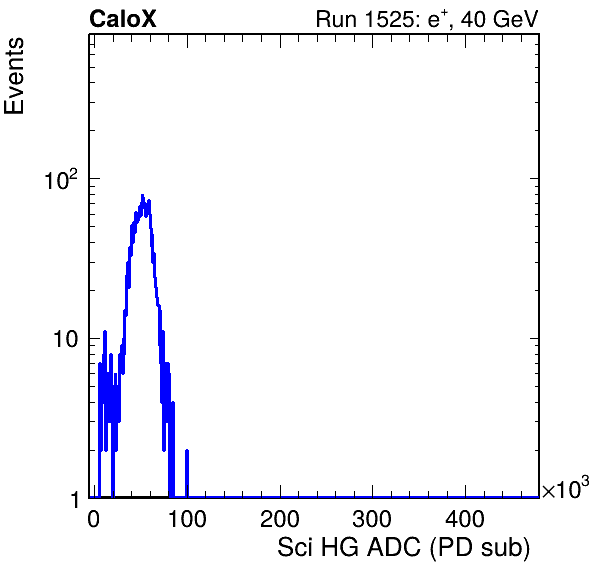 CaloX Run 1525: e⁺, 40 GeV
Events
10²
10
1
0 100 200 300 400 ×10³
Sci HG ADC (PD sub)